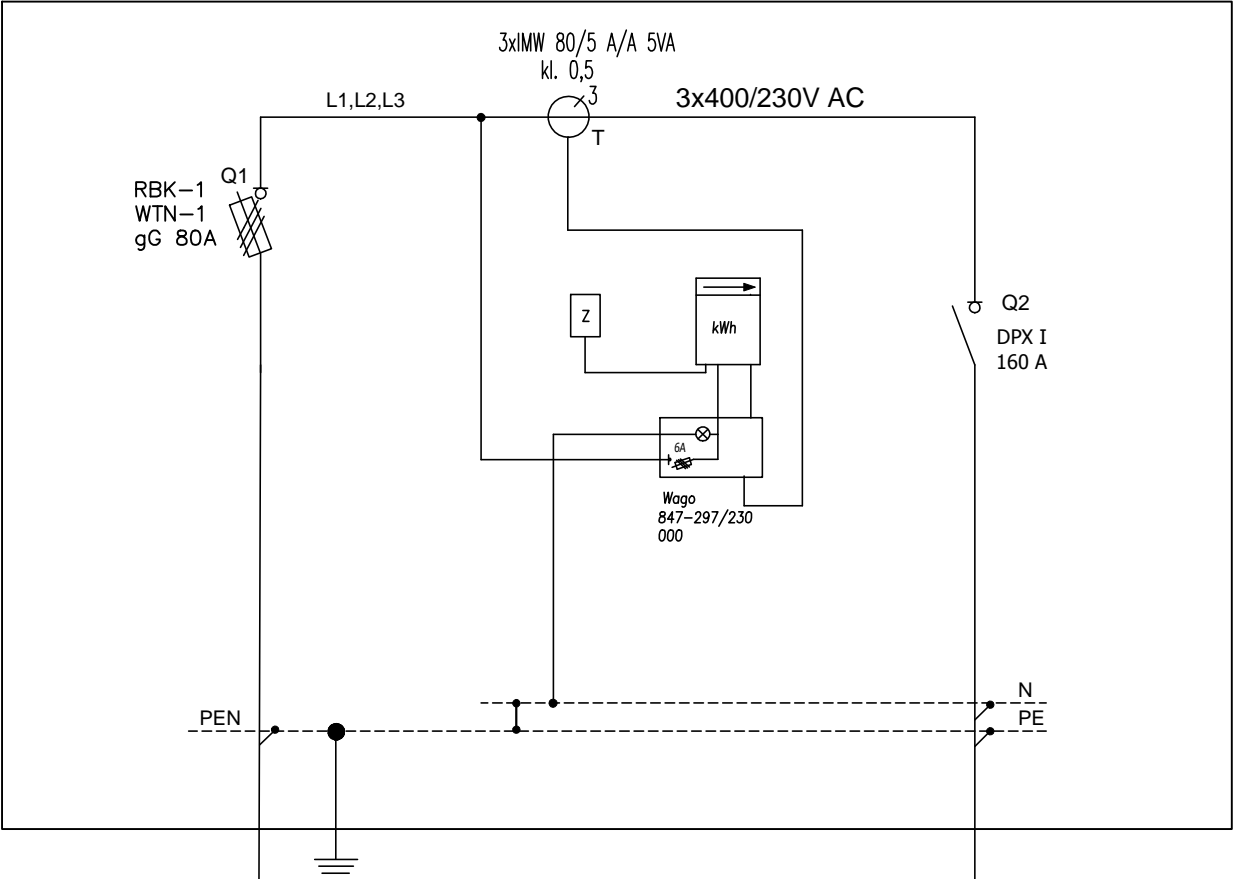 3xIMW 80/5 A/A 5VA
kl. 0,5
3
L1,L2,L3
3x400/230V AC
T
Q1
RBK-1
WTN-1
gG 80A
Z
kWh
Q2
DPX I
160 A
6A
Wago
847-297/230
000
N
PEN
PE